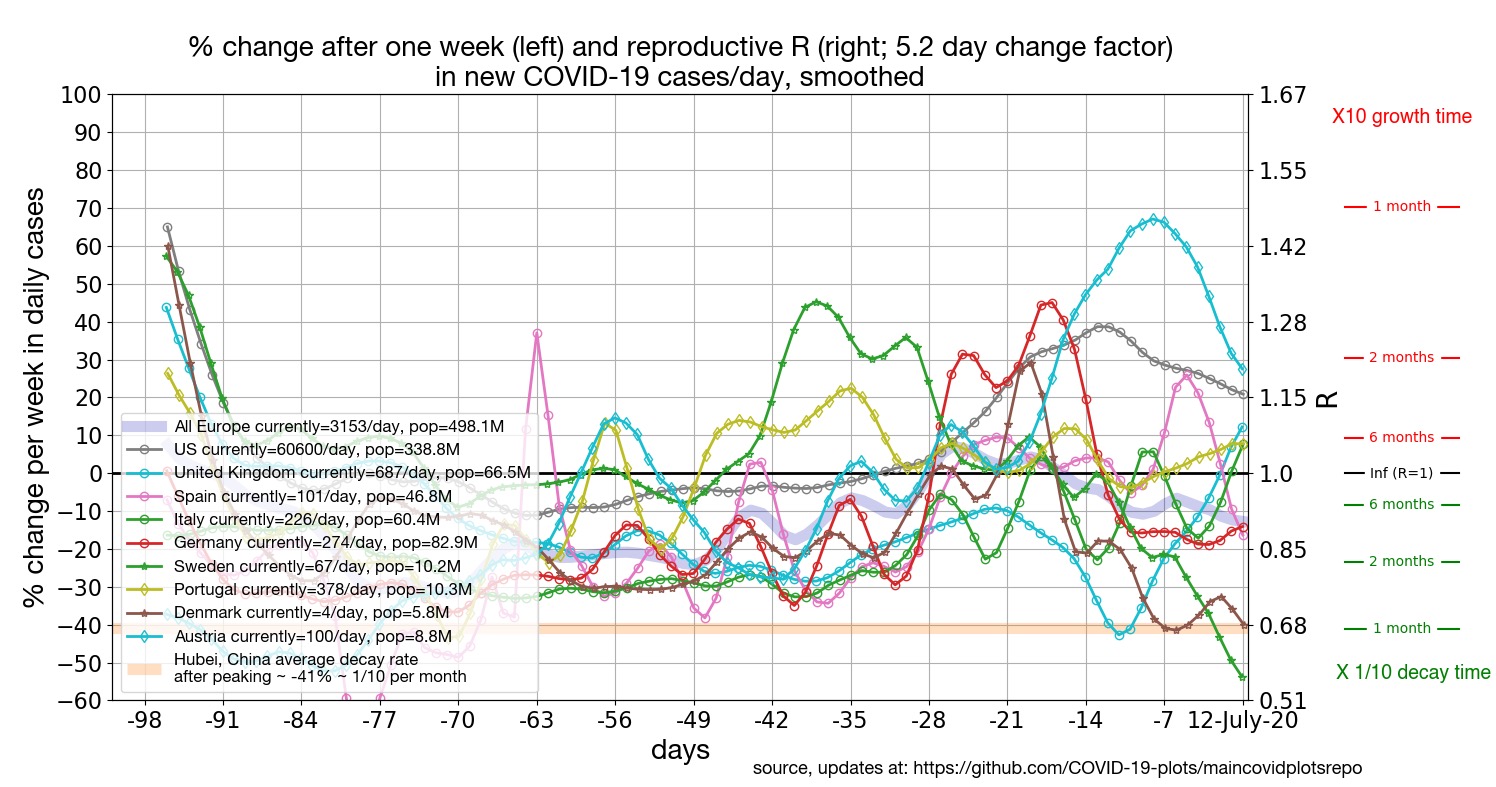 % change after one week (left) and reproductive R (right; 5.2 day change factor)
in new COVID-19 cases/day, smoothed
% change per week in daily cases
100
90
80
70
60
50
40
30
20
10
0
−10
−20
−30
−40
−50
−60
All Europe currently=3153/day, pop=498.1M
US currently=60600/day, pop=338.8M
United Kingdom currently=687/day, pop=66.5M
Spain currently=101/day, pop=46.8M
Italy currently=226/day, pop=60.4M
Germany currently=274/day, pop=82.9M
Sweden currently=67/day, pop=10.2M
Portugal currently=378/day, pop=10.3M
Denmark currently=4/day, pop=5.8M
Austria currently=100/day, pop=8.8M
Hubei, China average decay rate
after peaking ~ -41% ~ 1/10 per month
-98 -91 -84 -77 -70 -63 -56 -49 -42 -35 -28 -21 -14 -7 12-July-20
days
1.67
1.55
1.42
1.28
1.15
1.0
0.85
0.68
0.51
R
X10 growth time
1 month
2 months
6 months
Inf (R=1)
6 months
2 months
1 month
X 1/10 decay time
source, updates at: https://github.com/COVID-19-plots/maincovidplotsrepo